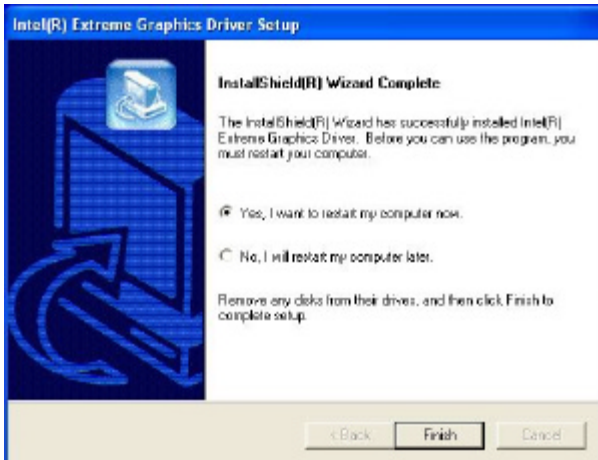 Intel(R) Extreme Graphics Driver Setup
InstallShield(R) Wizard Complete
The InstallShield(R) Wizard has successfully installed Intel(R)
Extreme Graphics Driver. Before you can use the program, you
must restart your computer.
Yes, I want to restart my computer now.
No, I will restart my computer later.
Remove any disks from their drives, and then click Finish to
complete setup.
< Back
Finish
Cancel